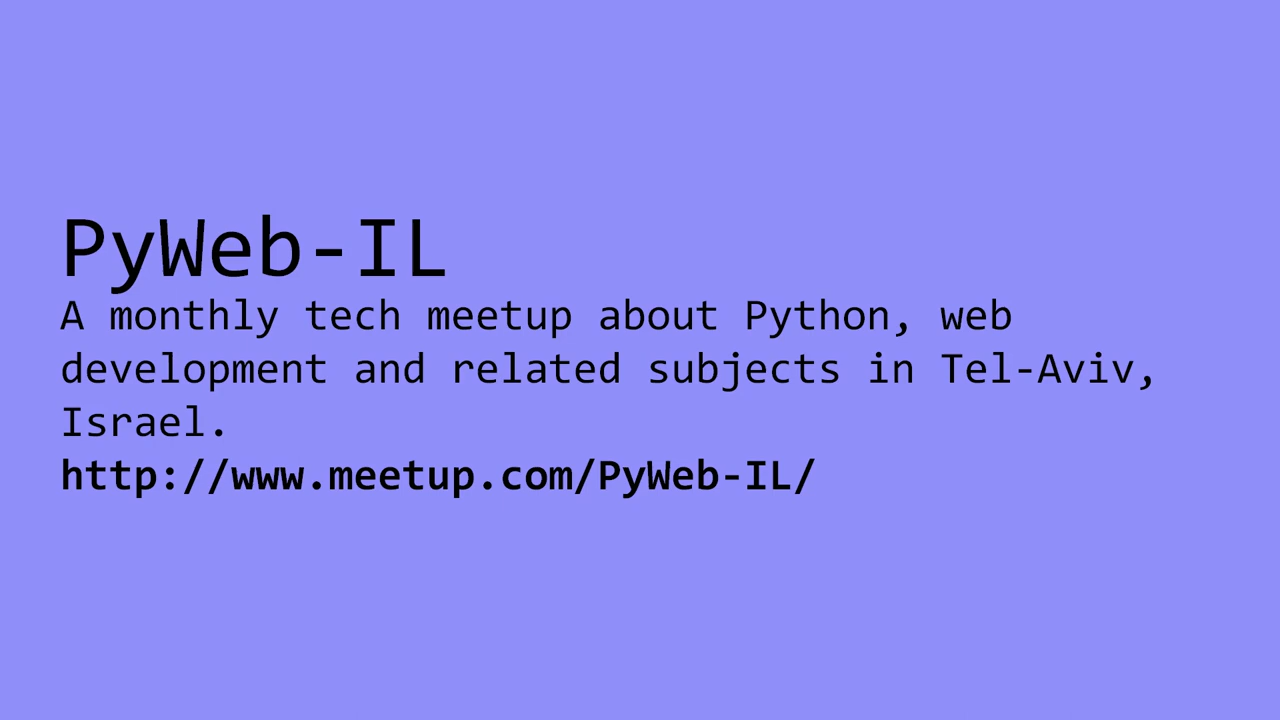 PyWeb-IL
A monthly tech meetup about Python, web
development and related subjects in Tel-Aviv,
Israel.
http://www.meetup.com/PyWeb-IL/